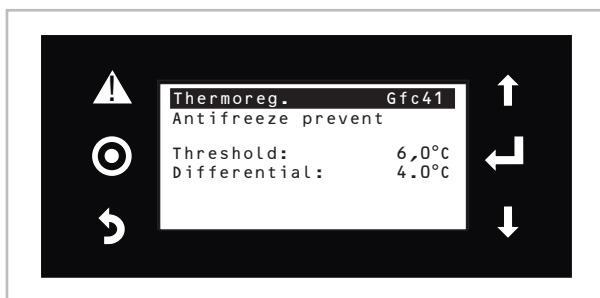 Thermoreg. Gfc41
Antifreeze prevent
Threshold: 6,0°C
Differential: 4.0°C